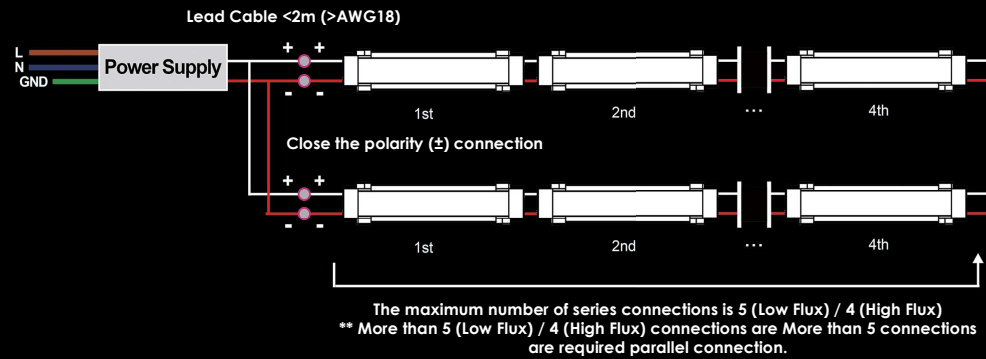 Lead Cable <2m (>AWG18)
L
N
GND
Power Supply
+ +
- -
1st
2nd
...
4th
Close the polarity (±) connection
+ +
- -
1st
2nd
...
4th
The maximum number of series connections is 5 (Low Flux) / 4 (High Flux)
** More than 5 (Low Flux) / 4 (High Flux) connections are More than 5 connections
are required parallel connection.